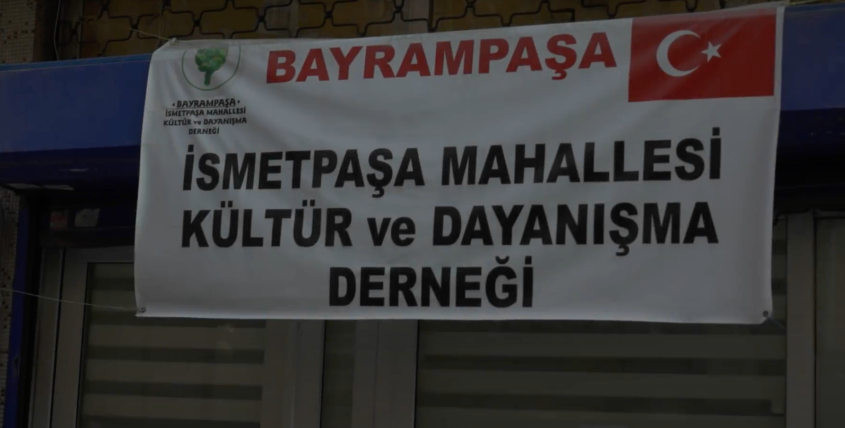 BAYRAMPAŞA
• BAYRAMPAŞA •
İSMETPAŞA MAHALLESİ
KÜLTÜR ve DAYANIŞMA
DERNEĞİ
İSMETPAŞA MAHALLESİ
KÜLTÜR ve DAYANIŞMA
DERNEĞİ